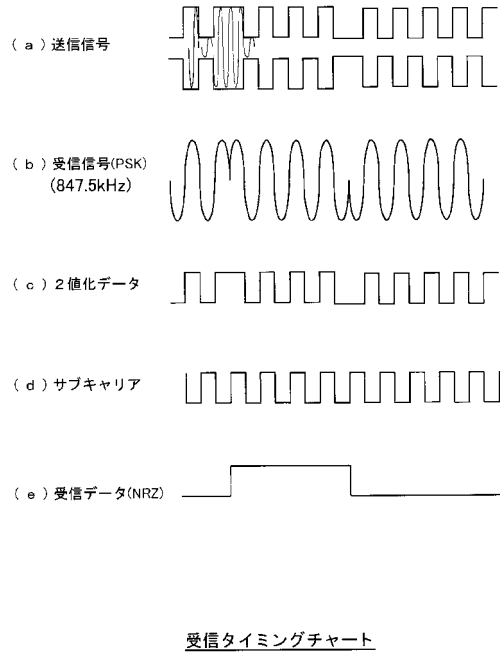 (a)送信信号
(b)受信信号(PSK)
(847.5kHz)
(c)2値化データ
(d)サブキャリア
(e)受信データ(NRZ)
受信タイミングチャート